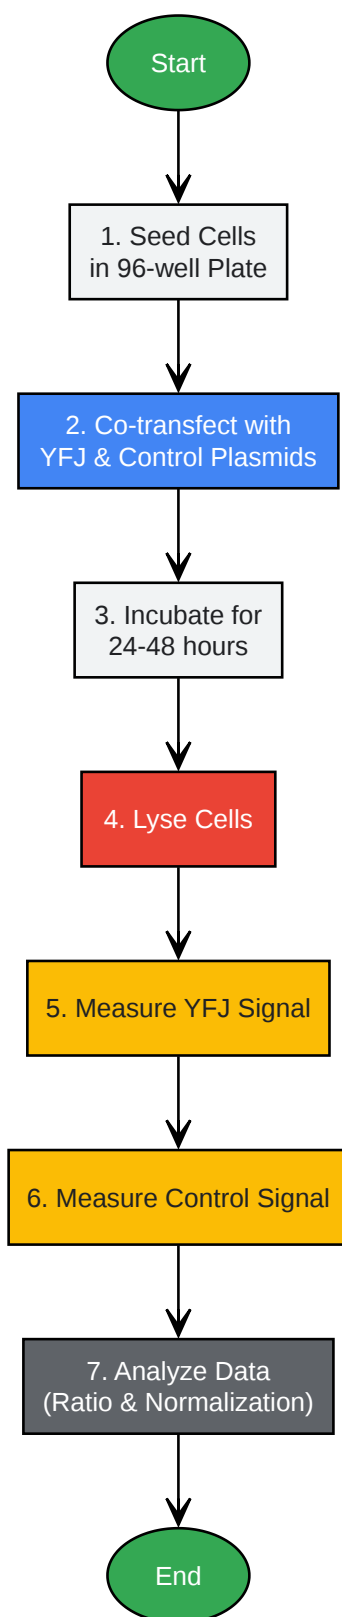 Start
1. Seed Cells
in 96-well Plate
2. Co-transfect with
YFJ & Control Plasmids
3. Incubate for
24-48 hours
4. Lyse Cells
5. Measure YFJ Signal
6. Measure Control Signal
7. Analyze Data
(Ratio & Normalization)
End